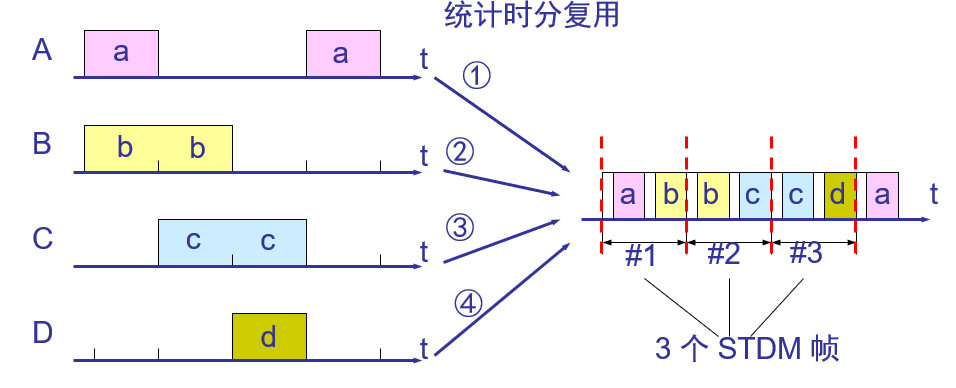 统计时分复用
A a a t ①
B b b t ②
C c c t ③
D d t ④
a b b c c d a t
#1 #2 #3
3 个 STDM 帧